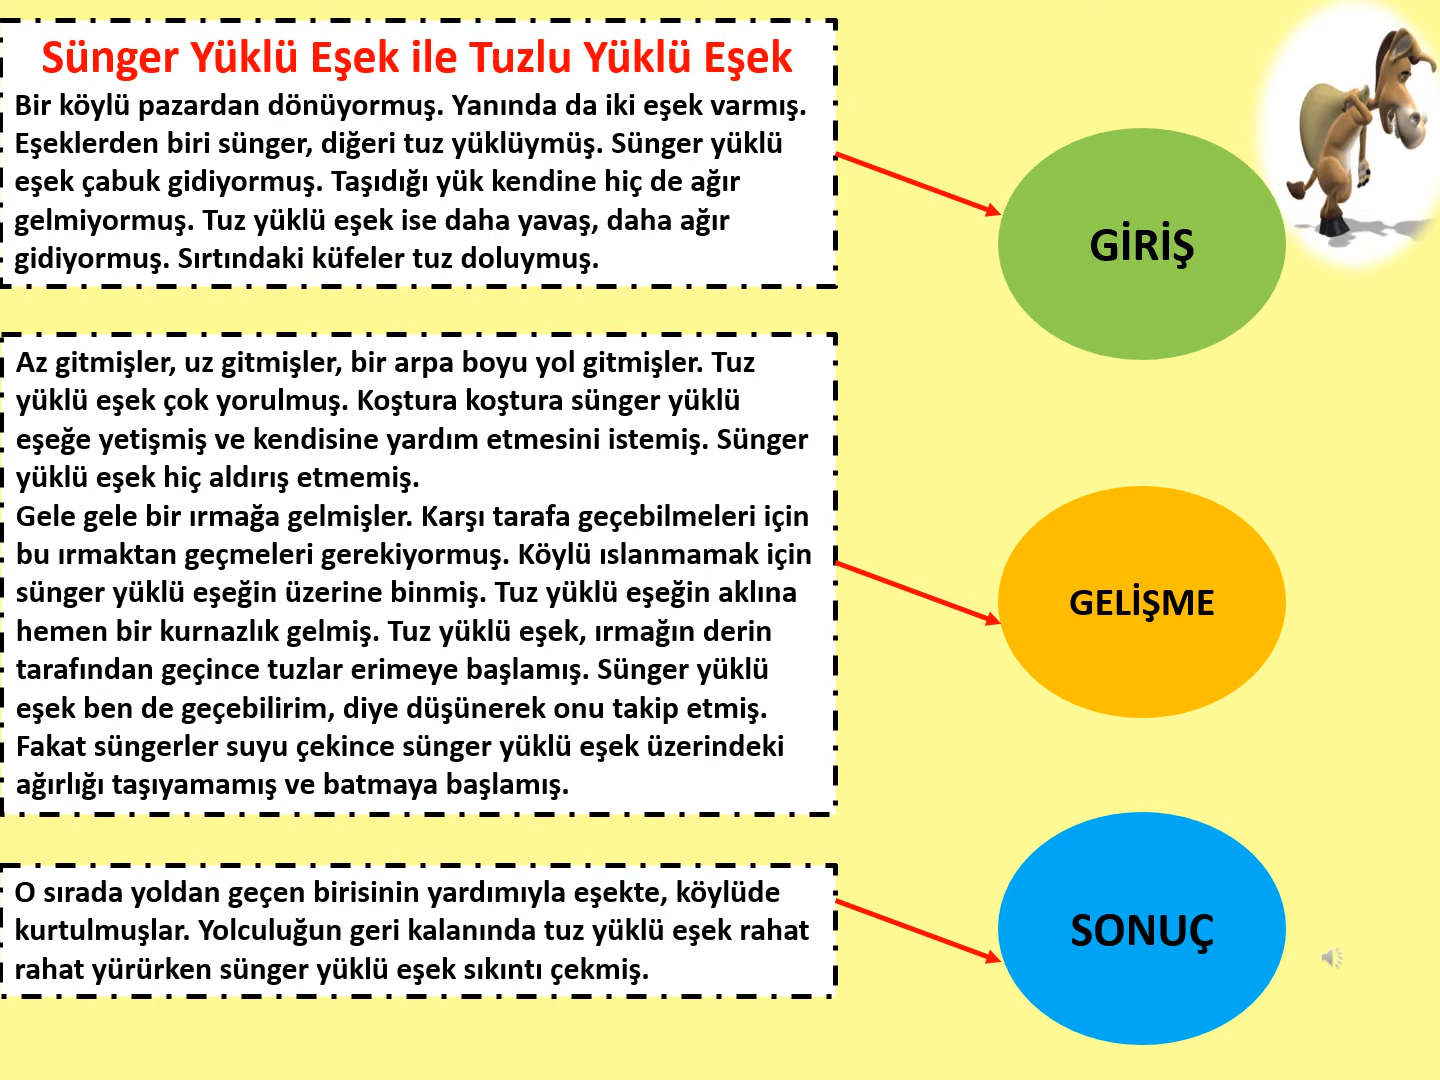 Sünger Yüklü Eşek ile Tuzlu Yüklü Eşek
Bir köylü pazardan dönüyormuş. Yanında da iki eşek varmış.
Eşeklerden biri sünger, diğeri tuz yüklüymüş. Sünger yüklü
eşek çabuk gidiyormuş. Taşıdığı yük kendine hiç de ağır
gelmiyormuş. Tuz yüklü eşek ise daha yavaş, daha ağır
gidiyormuş. Sırtındaki küfeler tuz doluymuş.
GİRİŞ
Az gitmişler, uz gitmişler, bir arpa boyu yol gitmişler. Tuz
yüklü eşek çok yorulmuş. Koştura koştura sünger yüklü
eşeğe yetişmiş ve kendisine yardım etmesini istemiş. Sünger
yüklü eşek hiç aldırış etmemiş.
Gele gele bir ırmağa gelmişler. Karşı tarafa geçebilmeleri için
bu ırmaktan geçmeleri gerekiyormuş. Köylü ıslanmamak için
sünger yüklü eşeğin üzerine binmiş. Tuz yüklü eşeğin aklına
hemen bir kurnazlık gelmiş. Tuz yüklü eşek, ırmağın derin
tarafından geçince tuzlar erimeye başlamış. Sünger yüklü
eşek ben de geçebilirim, diye düşünerek onu takip etmiş.
Fakat süngerler suyu çekince sünger yüklü eşek üzerindeki
ağırlığı taşıyamamış ve batmaya başlamış.
GELİŞME
O sırada yoldan geçen birisinin yardımıyla eşekte, köylüde
kurtulmuşlar. Yolculuğun geri kalanında tuz yüklü eşek rahat
rahat yürürken sünger yüklü eşek sıkıntı çekmiş.
SONUÇ